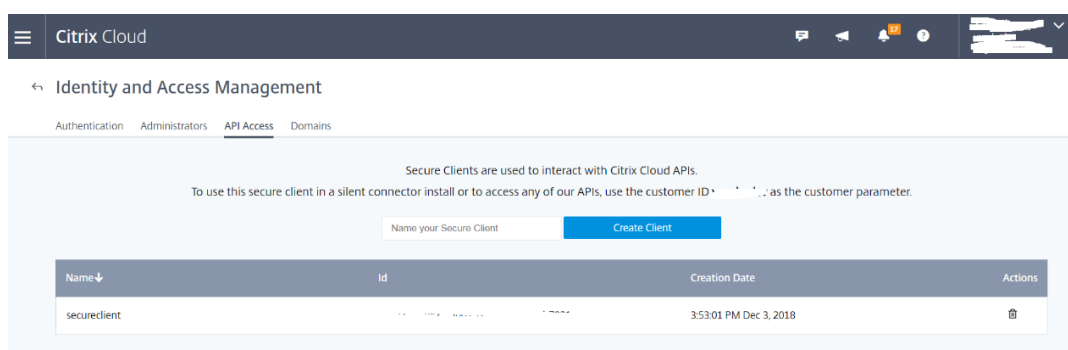 Citrix Cloud
17
?
Identity and Access Management
Authentication Administrators API Access Domains
Secure Clients are used to interact with Citrix Cloud APIs.
To use this secure client in a silent connector install or to access any of our APIs, use the customer ID as the customer parameter.
Name your Secure Client Create Client
Name Id Creation Date Actions
secureclient 3:53:01 PM Dec 3, 2018